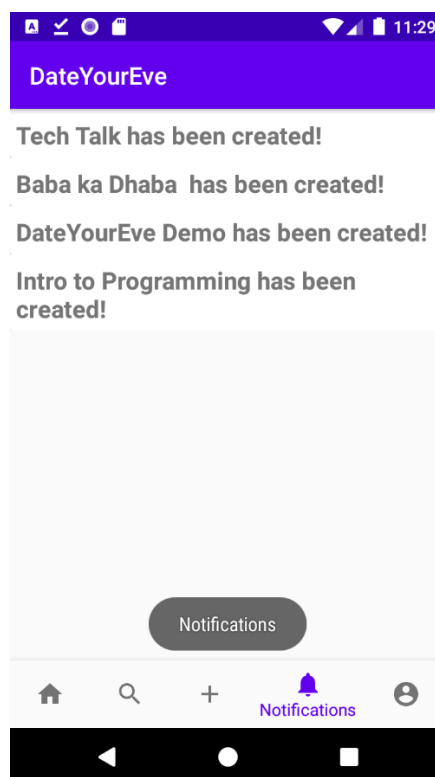 11:29
DateYourEve
Tech Talk has been created!
Baba ka Dhaba  has been created!
DateYourEve Demo has been created!
Intro to Programming has been
created!
Notifications
Notifications